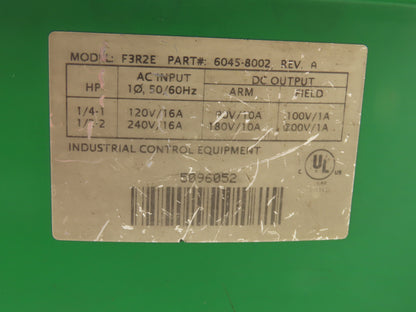 MODEL: F3R2E PART#: 6045-8002, REV. A
HP AC INPUT 1Ø, 50/60Hz DC OUTPUT
ARM FIELD
1/4-1 120V/16A 90V/10A 100V/1A
1/2-2 240V/16A 180V/10A 200V/1A
INDUSTRIAL CONTROL EQUIPMENT
5096052
C UL US